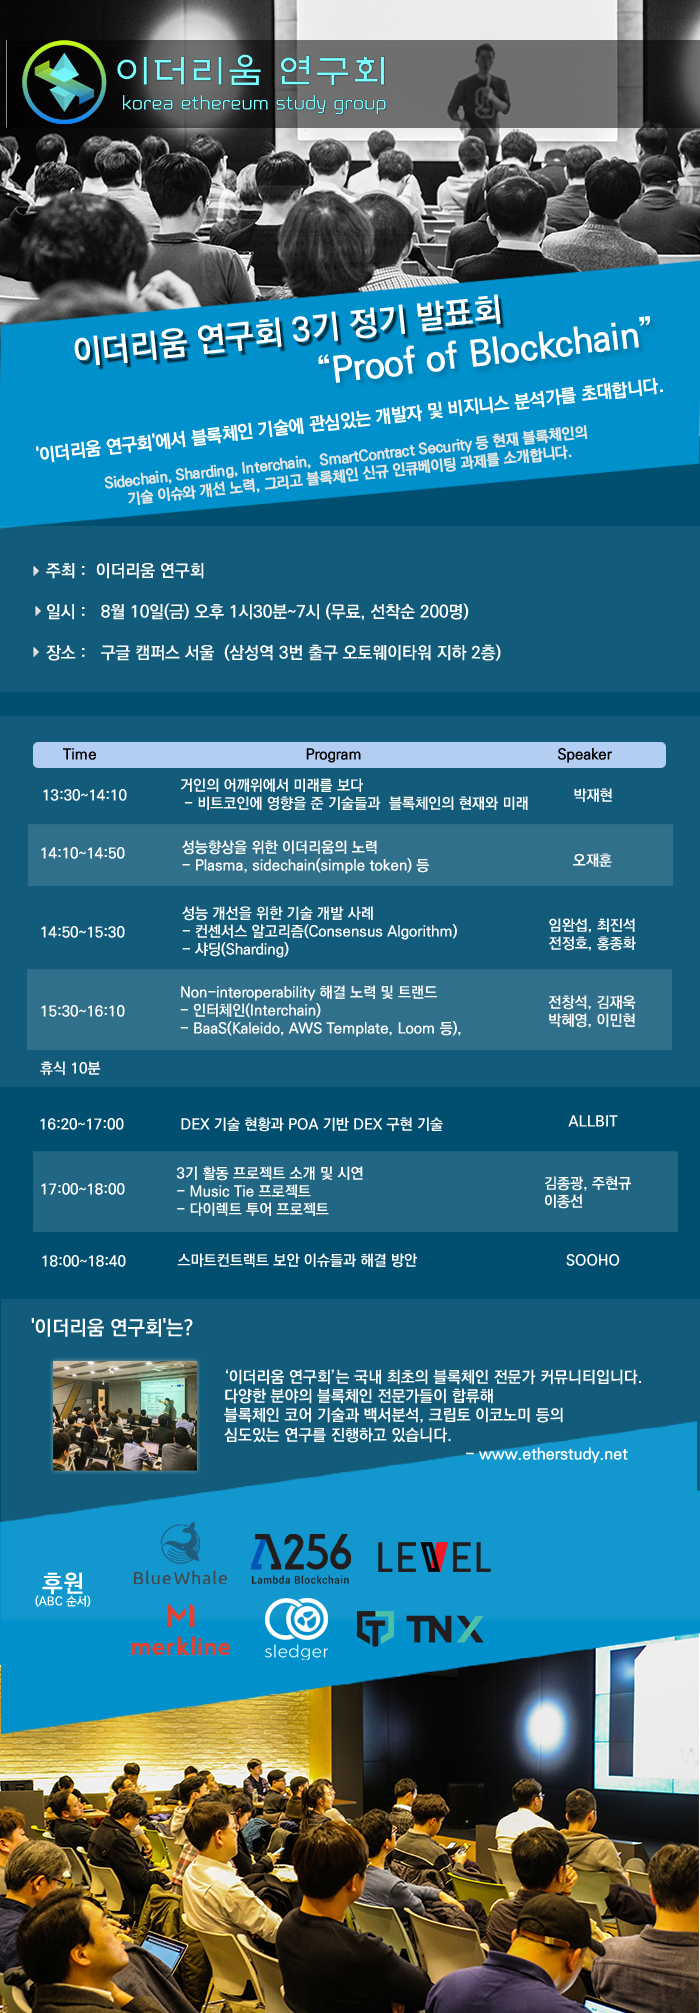 이더리움 연구회
korea ethereum study group
이더리움 연구회 3기 정기 발표회
“Proof of Blockchain”
'이더리움 연구회'에서 블록체인 기술에 관심있는 개발자 및 비지니스 분석가를 초대합니다.
Sidechain, Sharding, Interchain, SmartContract Security 등 현재 블록체인의
기술 이슈와 개선 노력, 그리고 블록체인 신규 인큐베이팅 과제를 소개합니다.
주최 : 이더리움 연구회
일시 : 8월 10일(금) 오후 1시30분~7시 (무료, 선착순 200명)
장소 : 구글 캠퍼스 서울 (삼성역 3번 출구 오토웨이타워 지하 2층)
Time Program Speaker
거인의 어깨위에서 미래를 보다
13:30~14:10 - 비트코인에 영향을 준 기술들과 블록체인의 현재와 미래 박재현
성능향상을 위한 이더리움의 노력
14:10~14:50 - Plasma, sidechain(simple token) 등 오재훈
성능 개선을 위한 기술 개발 사례 임완섭, 최진석
14:50~15:30 - 컨센서스 알고리즘(Consensus Algorithm) 전정호, 홍종화
- 샤딩(Sharding)
Non-interoperability 해결 노력 및 트랜드 전창석, 김재욱
15:30~16:10 - 인터체인(Interchain) 박혜영, 이민현
- BaaS(Kaleido, AWS Template, Loom 등),
휴식 10분
16:20~17:00 DEX 기술 현황과 POA 기반 DEX 구현 기술 ALLBIT
3기 활동 프로젝트 소개 및 시연 김종광, 주현규
17:00~18:00 - Music Tie 프로젝트 이종선
- 다이렉트 투어 프로젝트
18:00~18:40 스마트컨트랙트 보안 이슈들과 해결 방안 SOOHO
'이더리움 연구회'는?
‘이더리움 연구회’는 국내 최초의 블록체인 전문가 커뮤니티입니다.
다양한 분야의 블록체인 전문가들이 합류해
블록체인 코어 기술과 백서분석, 크립토 이코노미 등의
심도있는 연구를 진행하고 있습니다.
- www.etherstudy.net
후원
(ABC 순서)
BlueWhale
Λ256
Lambda Blockchain
LEVEL
merkline
sledger
TNX